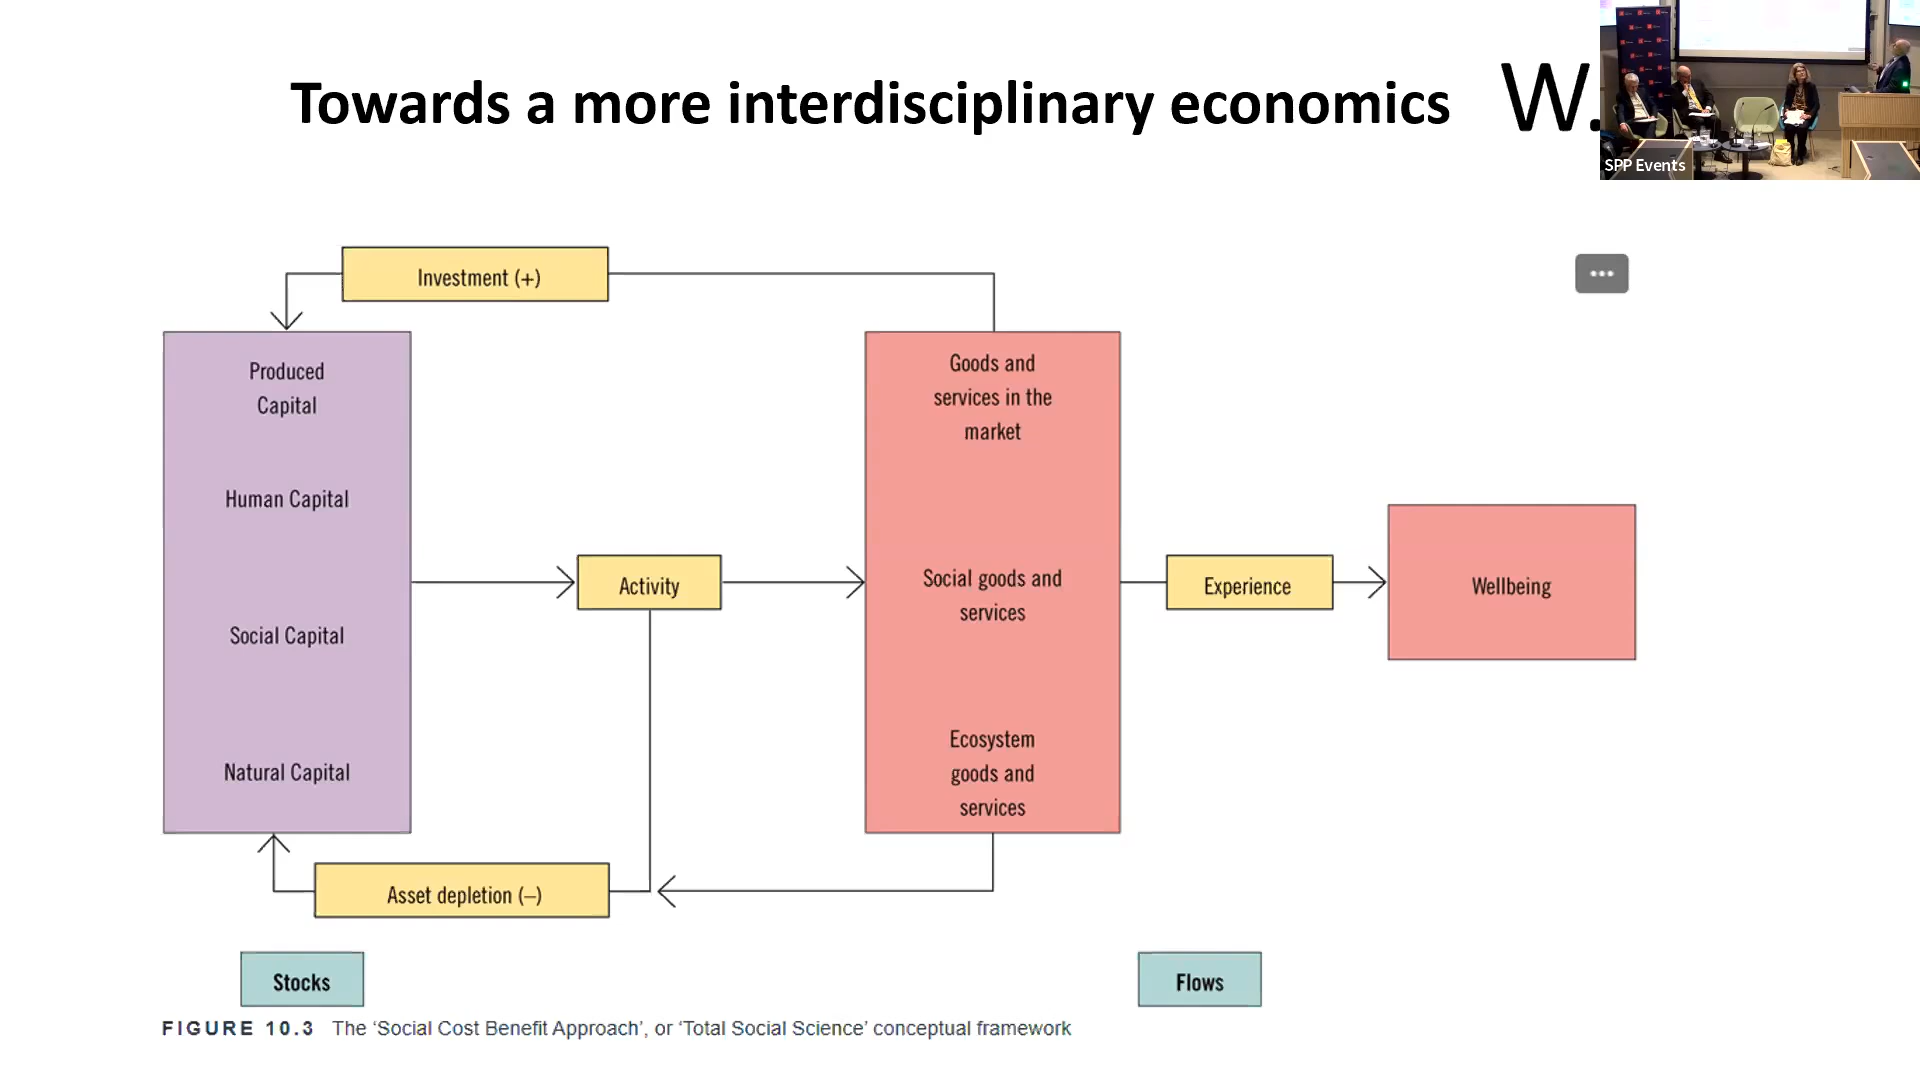 Towards a more interdisciplinary economics
W.
SPP Events
Investment (+)
Produced
Capital
Human Capital
Social Capital
Natural Capital
Activity
Goods and
services in the
market
Social goods and
services
Ecosystem
goods and
services
Experience
Wellbeing
Asset depletion (–)
Stocks
Flows
FIGURE 10.3 The ‘Social Cost Benefit Approach’, or ‘Total Social Science’ conceptual framework